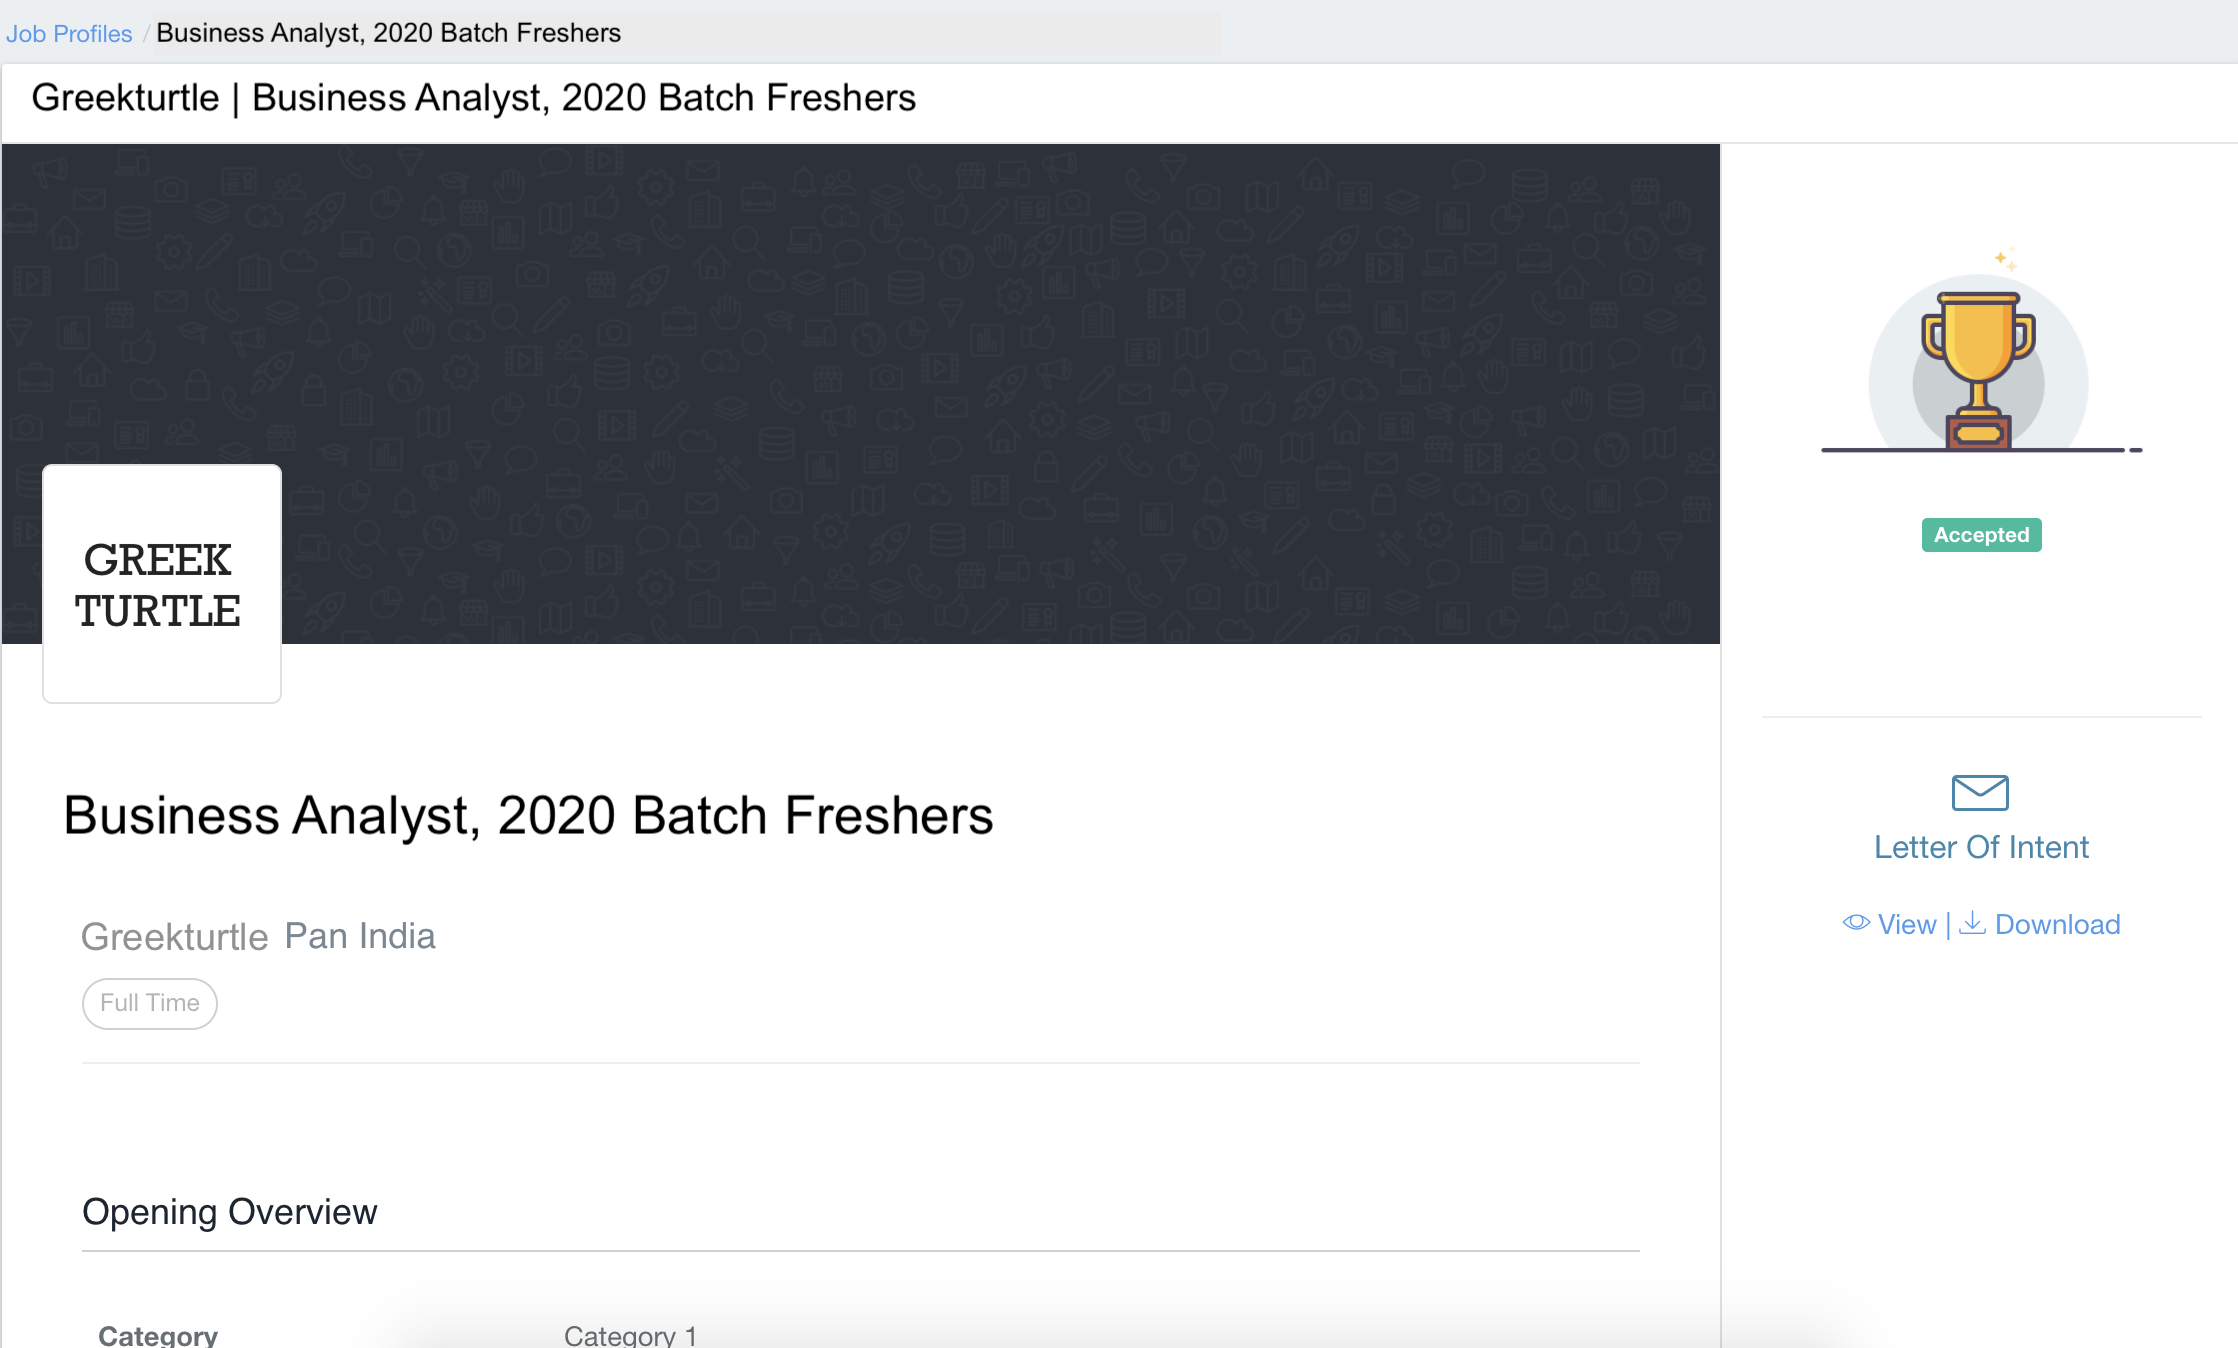 Job Profiles / Business Analyst, 2020 Batch Freshers
Greekturtle | Business Analyst, 2020 Batch Freshers
GREEK
TURTLE
Business Analyst, 2020 Batch Freshers
Greekturtle Pan India
Full Time
Opening Overview
Category Category 1
Accepted
Letter Of Intent
View | Download